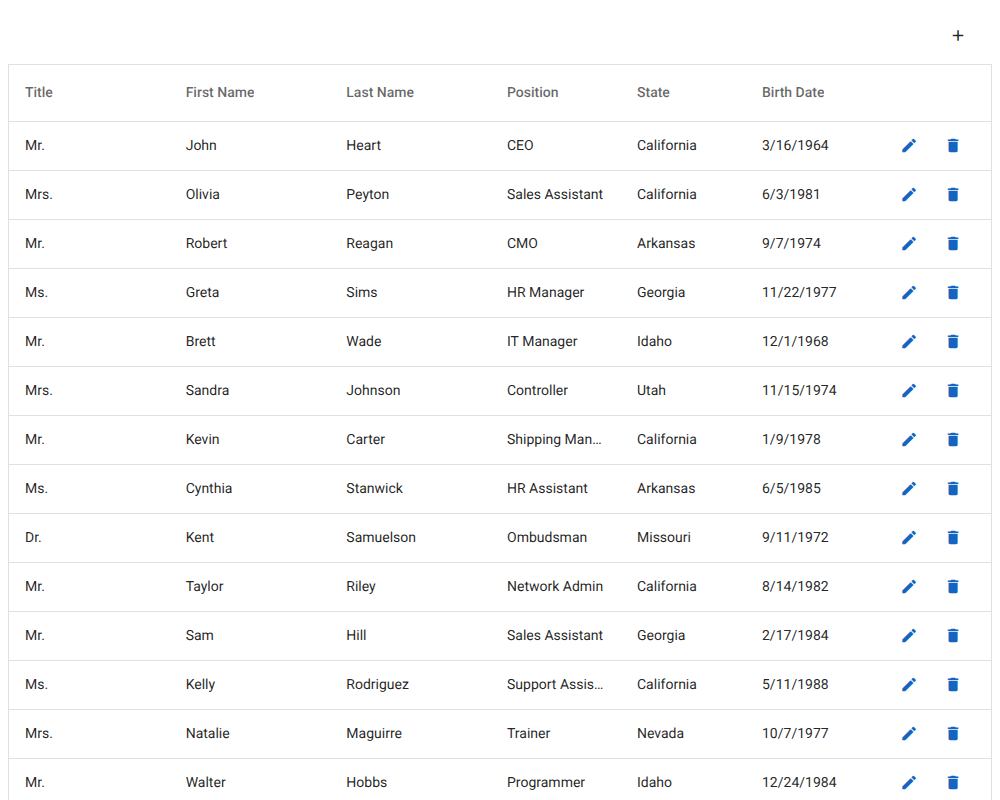 +
Title First Name Last Name Position State Birth Date
Mr. John Heart CEO California 3/16/1964
Mrs. Olivia Peyton Sales Assistant California 6/3/1981
Mr. Robert Reagan CMO Arkansas 9/7/1974
Ms. Greta Sims HR Manager Georgia 11/22/1977
Mr. Brett Wade IT Manager Idaho 12/1/1968
Mrs. Sandra Johnson Controller Utah 11/15/1974
Mr. Kevin Carter Shipping Man... California 1/9/1978
Ms. Cynthia Stanwick HR Assistant Arkansas 6/5/1985
Dr. Kent Samuelson Ombudsman Missouri 9/11/1972
Mr. Taylor Riley Network Admin California 8/14/1982
Mr. Sam Hill Sales Assistant Georgia 2/17/1984
Ms. Kelly Rodriguez Support Assis... California 5/11/1988
Mrs. Natalie Maguirre Trainer Nevada 10/7/1977
Mr. Walter Hobbs Programmer Idaho 12/24/1984